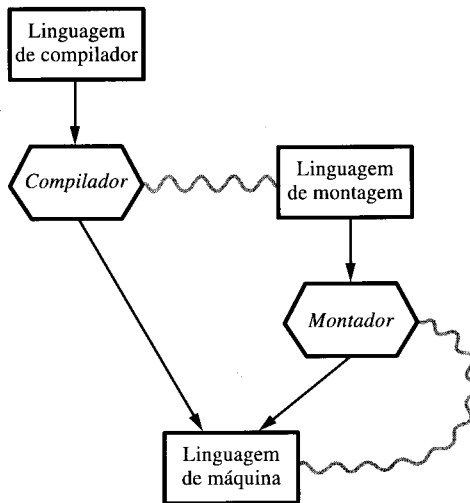 Linguagem
de compilador
Compilador
Linguagem
de montagem
Montador
Linguagem
de máquina